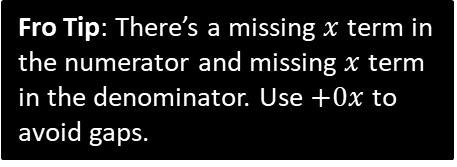 Fro Tip: There's a missing x term in
the numerator and missing x term
in the denominator. Use +0x to
avoid gaps.